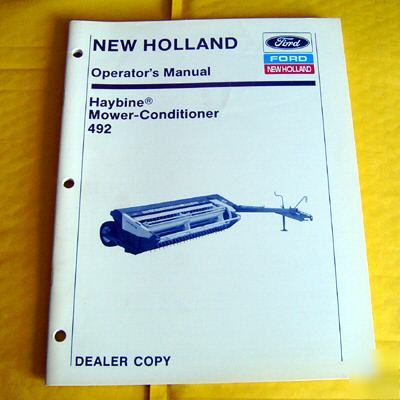 NEW HOLLAND
Ford
FORD
NEW HOLLAND
Operator's Manual
Haybine®
Mower-Conditioner
492
DEALER COPY